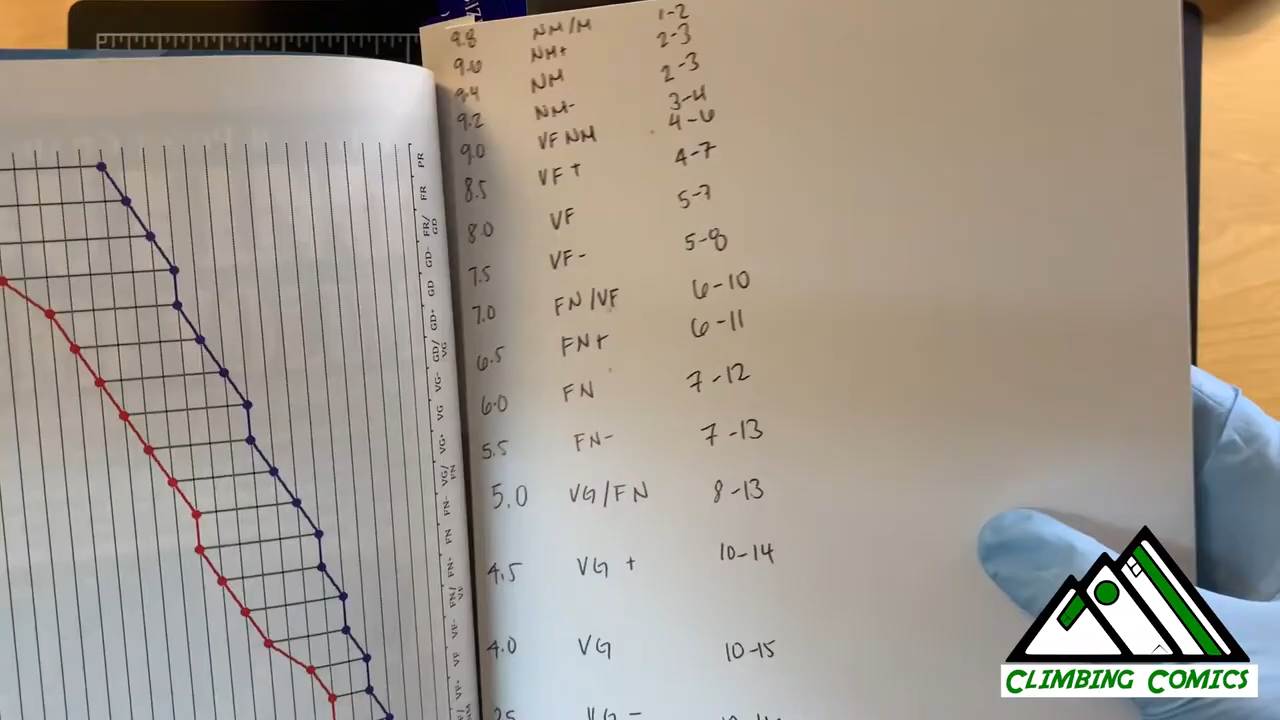 9.8 NM/M 1-2
9.6 NM+ 2-3
9.4 NM 2-3
9.2 NM- 3-4
9.0 VF NM 4-6
8.5 VF+ 4-7
8.0 VF 5-7
7.5 VF- 5-8
7.0 FN/VF 6-10
6.5 FN+ 6-11
6.0 FN 7-12
5.5 FN- 7-13
5.0 VG/FN 8-13
4.5 VG + 10-14
4.0 VG 10-15
VG -
PR
FR
FR/GD
GD-
GD
GD+
GD/VG
VG-
VG
VG+
VG/FN
FN-
FN
FN+
FN/VF
VF-
VF
VF+
CLIMBING COMICS